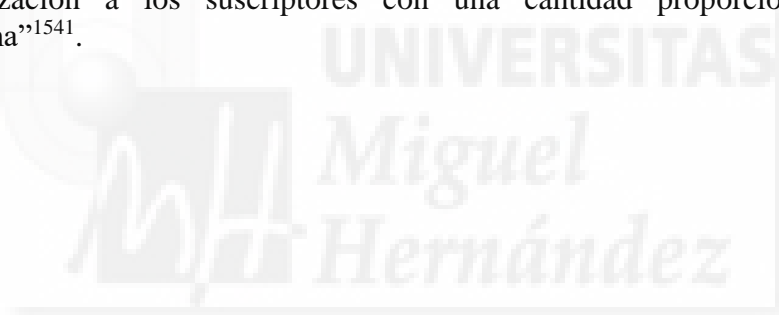 zación a los suscriptores con una cantidad proporcio
na”1541.
UNIVERSITAS
Miguel
Hernández